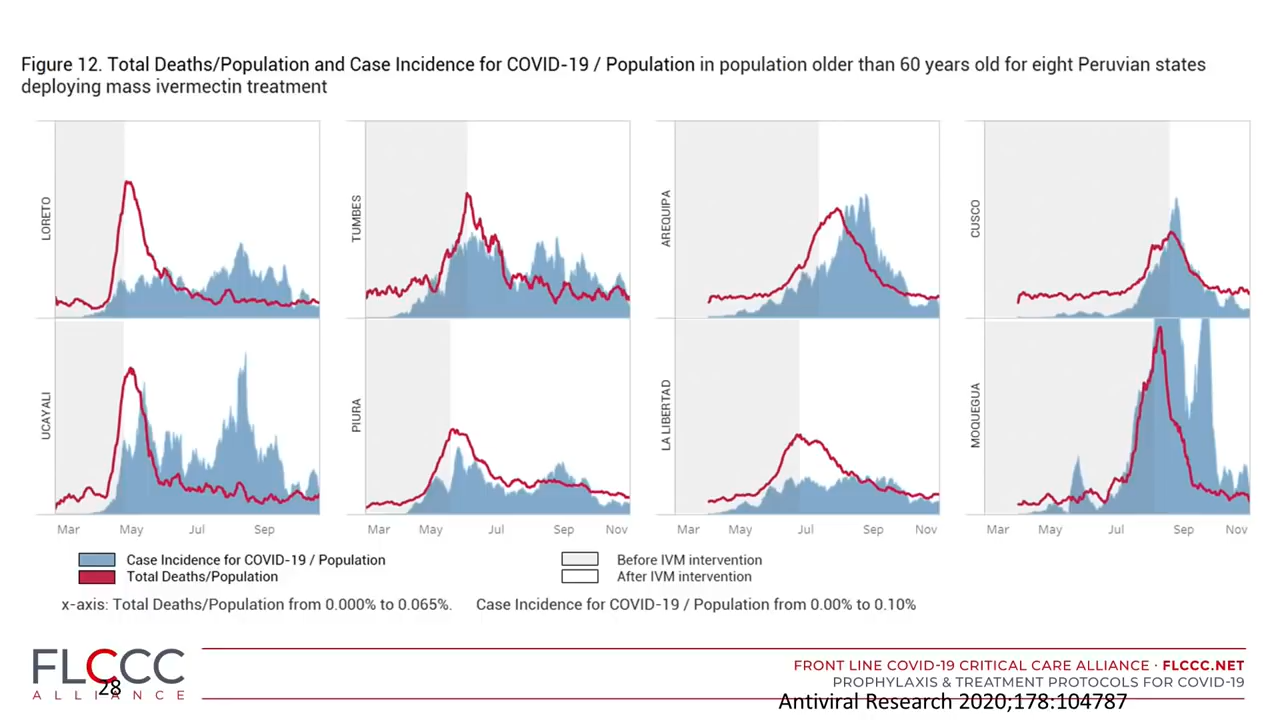 Figure 12. Total Deaths/Population and Case Incidence for COVID-19 / Population in population older than 60 years old for eight Peruvian states
deploying mass ivermectin treatment
LORETO
TUMBES
AREQUIPA
CUSCO
UCAYALI
PIURA
LA LIBERTAD
MOQUEGUA
Mar May Jul Sep
Mar May Jul Sep Nov
Mar May Jul Sep Nov
Mar May Jul Sep Nov
Case Incidence for COVID-19 / Population
Total Deaths/Population
Before IVM intervention
After IVM intervention
x-axis: Total Deaths/Population from 0.000% to 0.065%. Case Incidence for COVID-19 / Population from 0.00% to 0.10%
FLCCC
ALLIANCE
28
FRONT LINE COVID-19 CRITICAL CARE ALLIANCE · FLCCC.NET
PROPHYLAXIS & TREATMENT PROTOCOLS FOR COVID-19
Antiviral Research 2020;178:104787